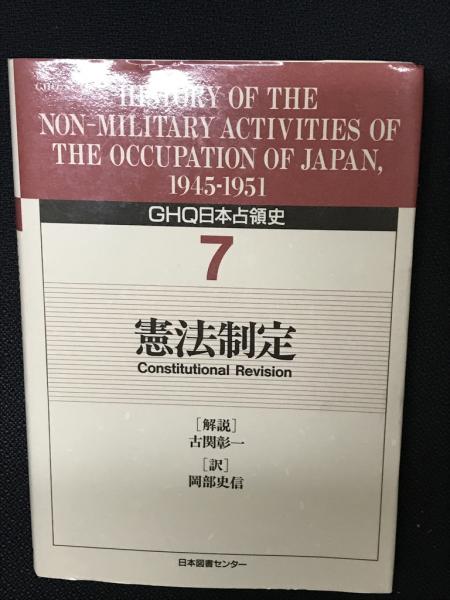 HISTORY OF THE
NON-MILITARY ACTIVITIES OF
THE OCCUPATION OF JAPAN,
1945-1951
GHQ日本占領史
7
憲法制定
Constitutional Revision
[解説]
古関彰一
[訳]
岡部史信
日本図書センター